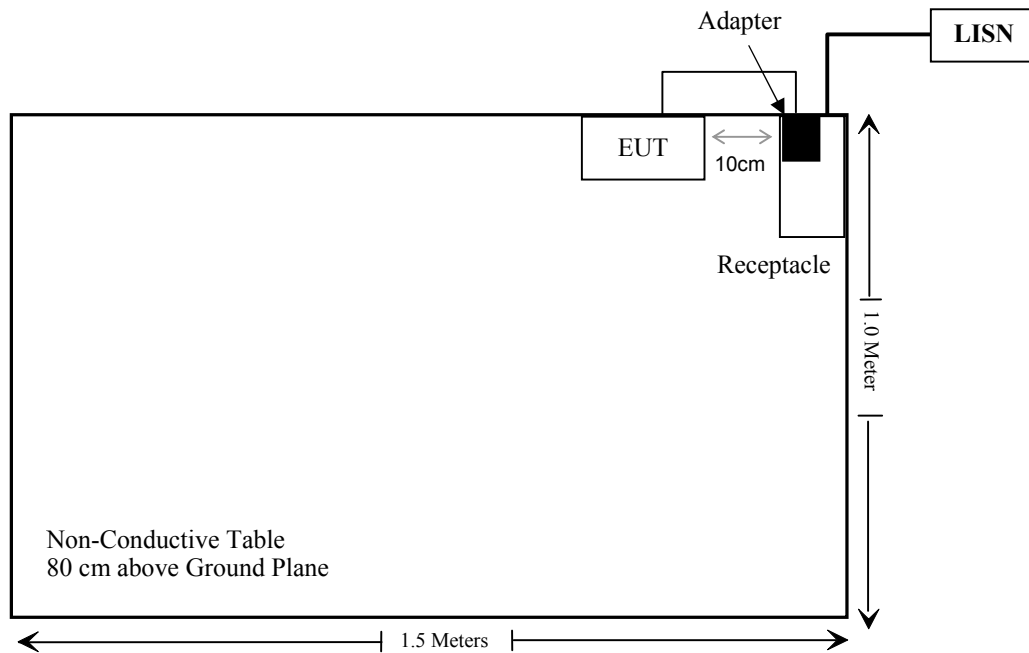 Adapter
LISN
EUT
10cm
Receptacle
1.0 Meter
Non-Conductive Table
80 cm above Ground Plane
1.5 Meters